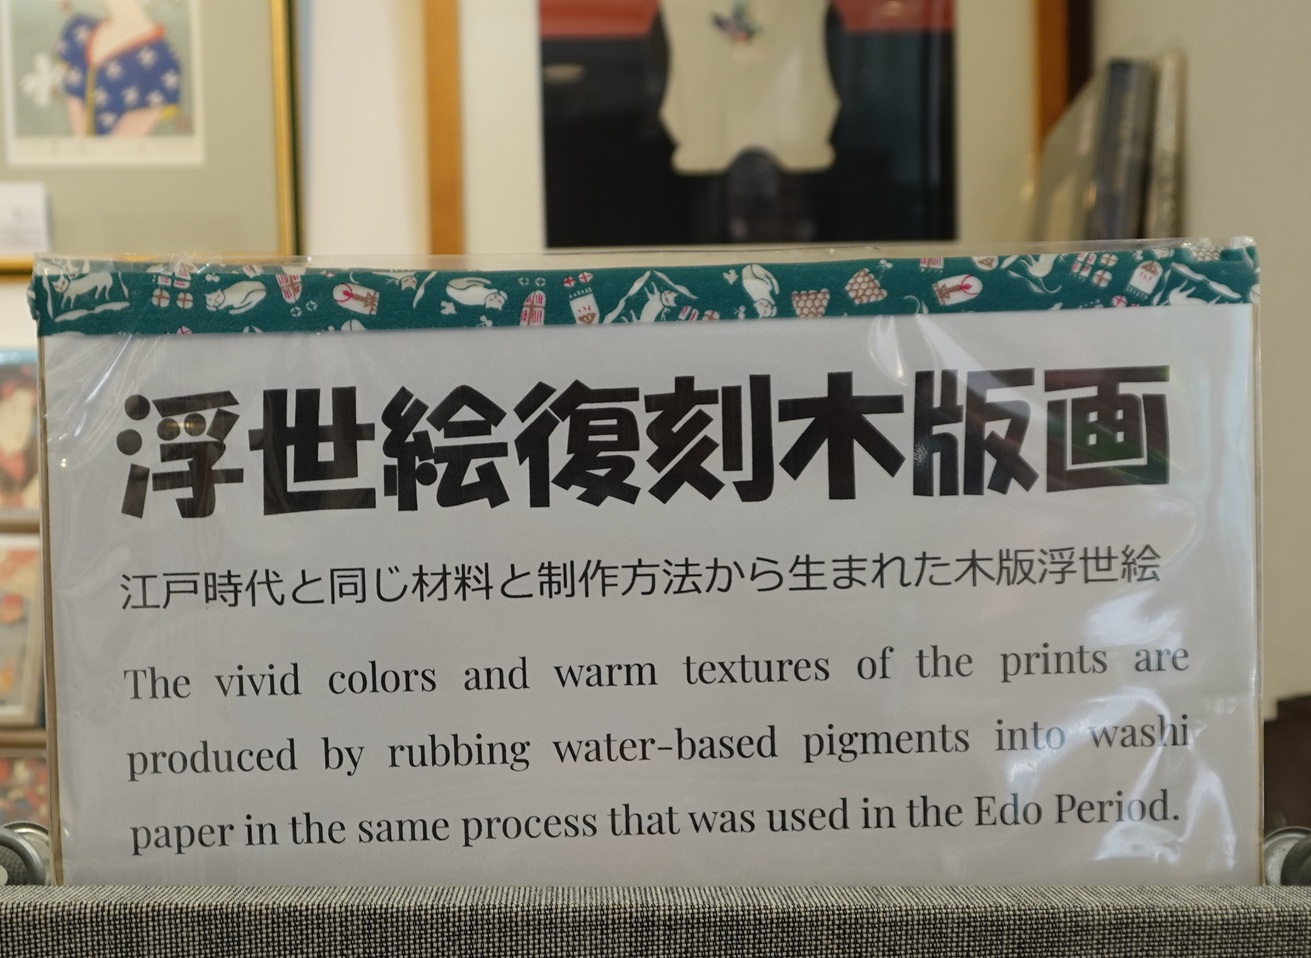 浮世絵復刻木版画
江戸時代と同じ材料と制作方法から生まれた木版浮世絵
The vivid colors and warm textures of the prints are
produced by rubbing water-based pigments into washi
paper in the same process that was used in the Edo Period.